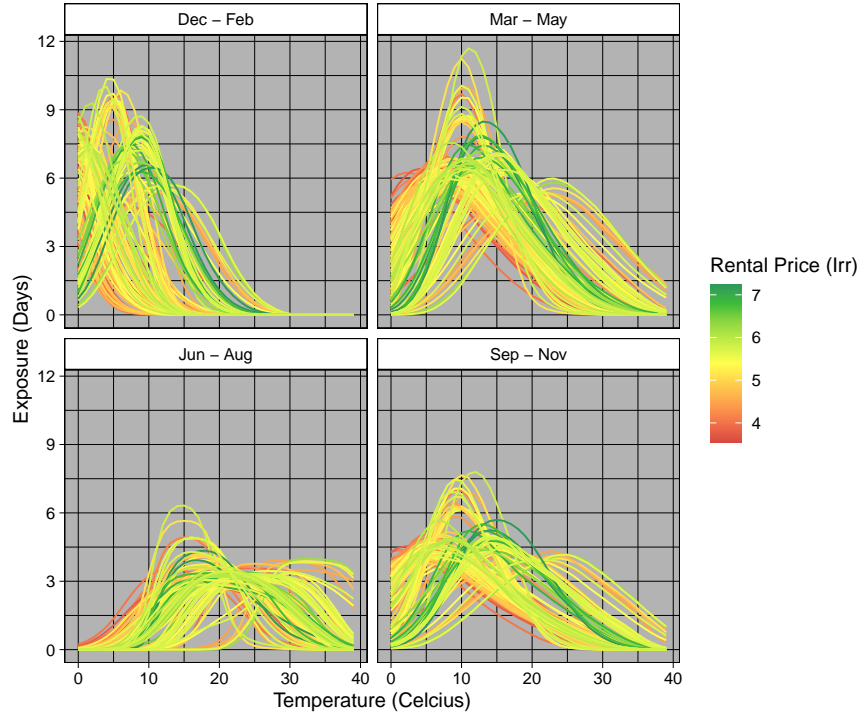 Dec − Feb
Mar − May
12
9
6
3
0
Jun − Aug
Sep − Nov
12
9
6
3
0
0 10 20 30 40
0 10 20 30 40
Exposure (Days)
Temperature (Celcius)
Rental Price (Irr)
7
6
5
4